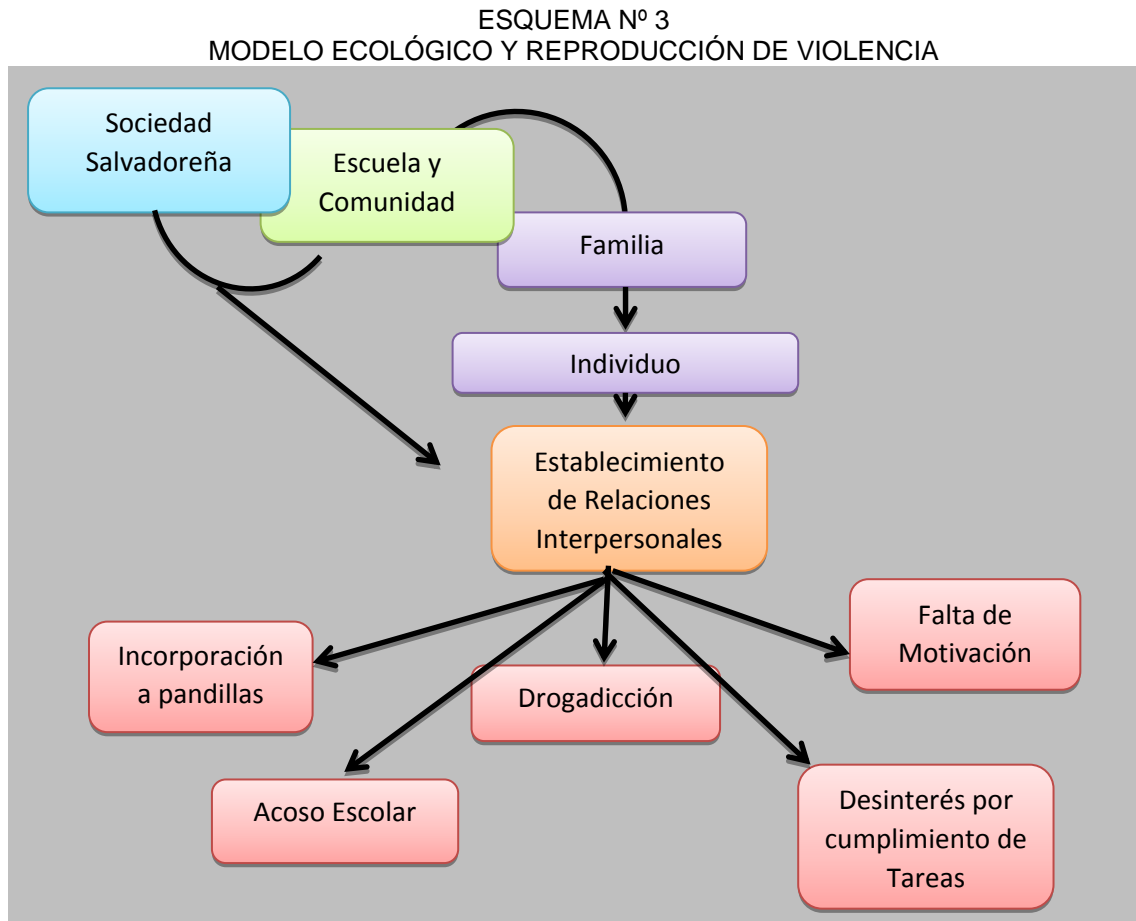 ESQUEMA Nº 3
MODELO ECOLÓGICO Y REPRODUCCIÓN DE VIOLENCIA
Sociedad
Salvadoreña
Escuela y
Comunidad
Familia
Individuo
Establecimiento
de Relaciones
Interpersonales
Incorporación
a pandillas
Acoso Escolar
Drogadicción
Falta de
Motivación
Desinterés por
cumplimiento de
Tareas